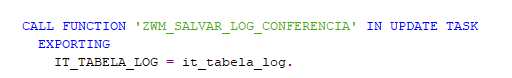 CALL FUNCTION 'ZWM_SALVAR_LOG_CONFERENCIA' IN UPDATE TASK
EXPORTING
IT_TABELA_LOG = it_tabela_log.